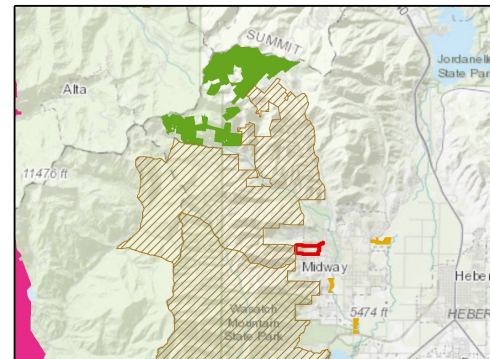 SUMMIT
Jordanelle
State Park
Alta
11476 ft
Midway
Heber
5474 ft
HEBER
Wasatch
Mountain
State Park